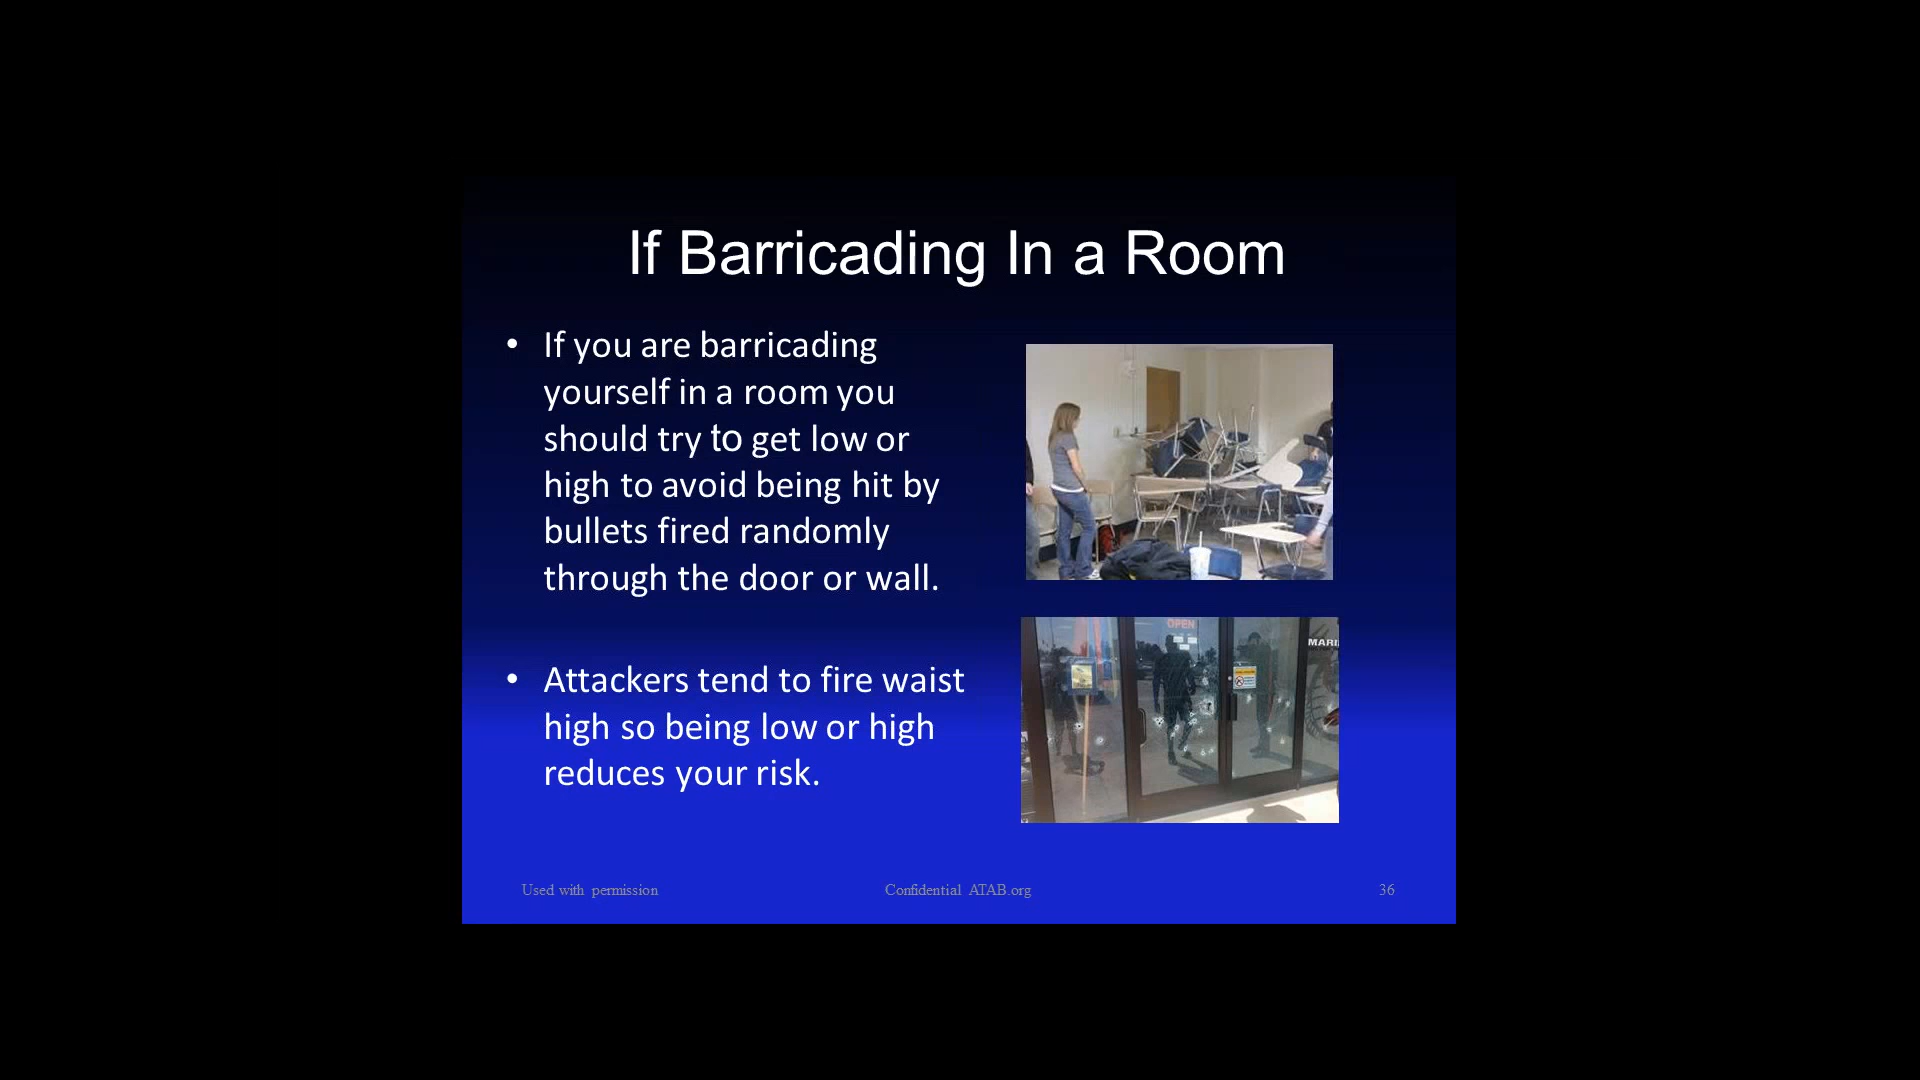 If Barricading In a Room
• If you are barricading
yourself in a room you
should try to get low or
high to avoid being hit by
bullets fired randomly
through the door or wall.
• Attackers tend to fire waist
high so being low or high
reduces your risk.
OPEN
MARI
Used with permission
Confidential ATAB.org
36